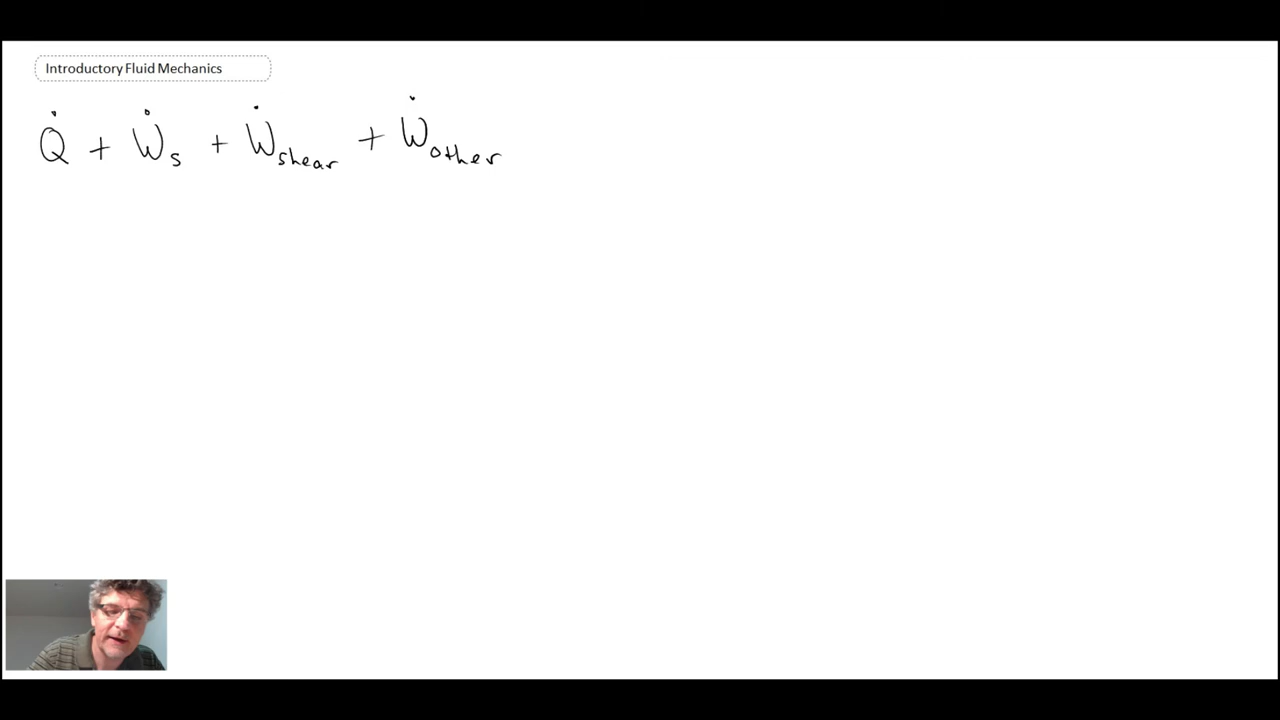 Introductory Fluid Mechanics
Q̇ + Ẇs + Ẇshear + Ẇother